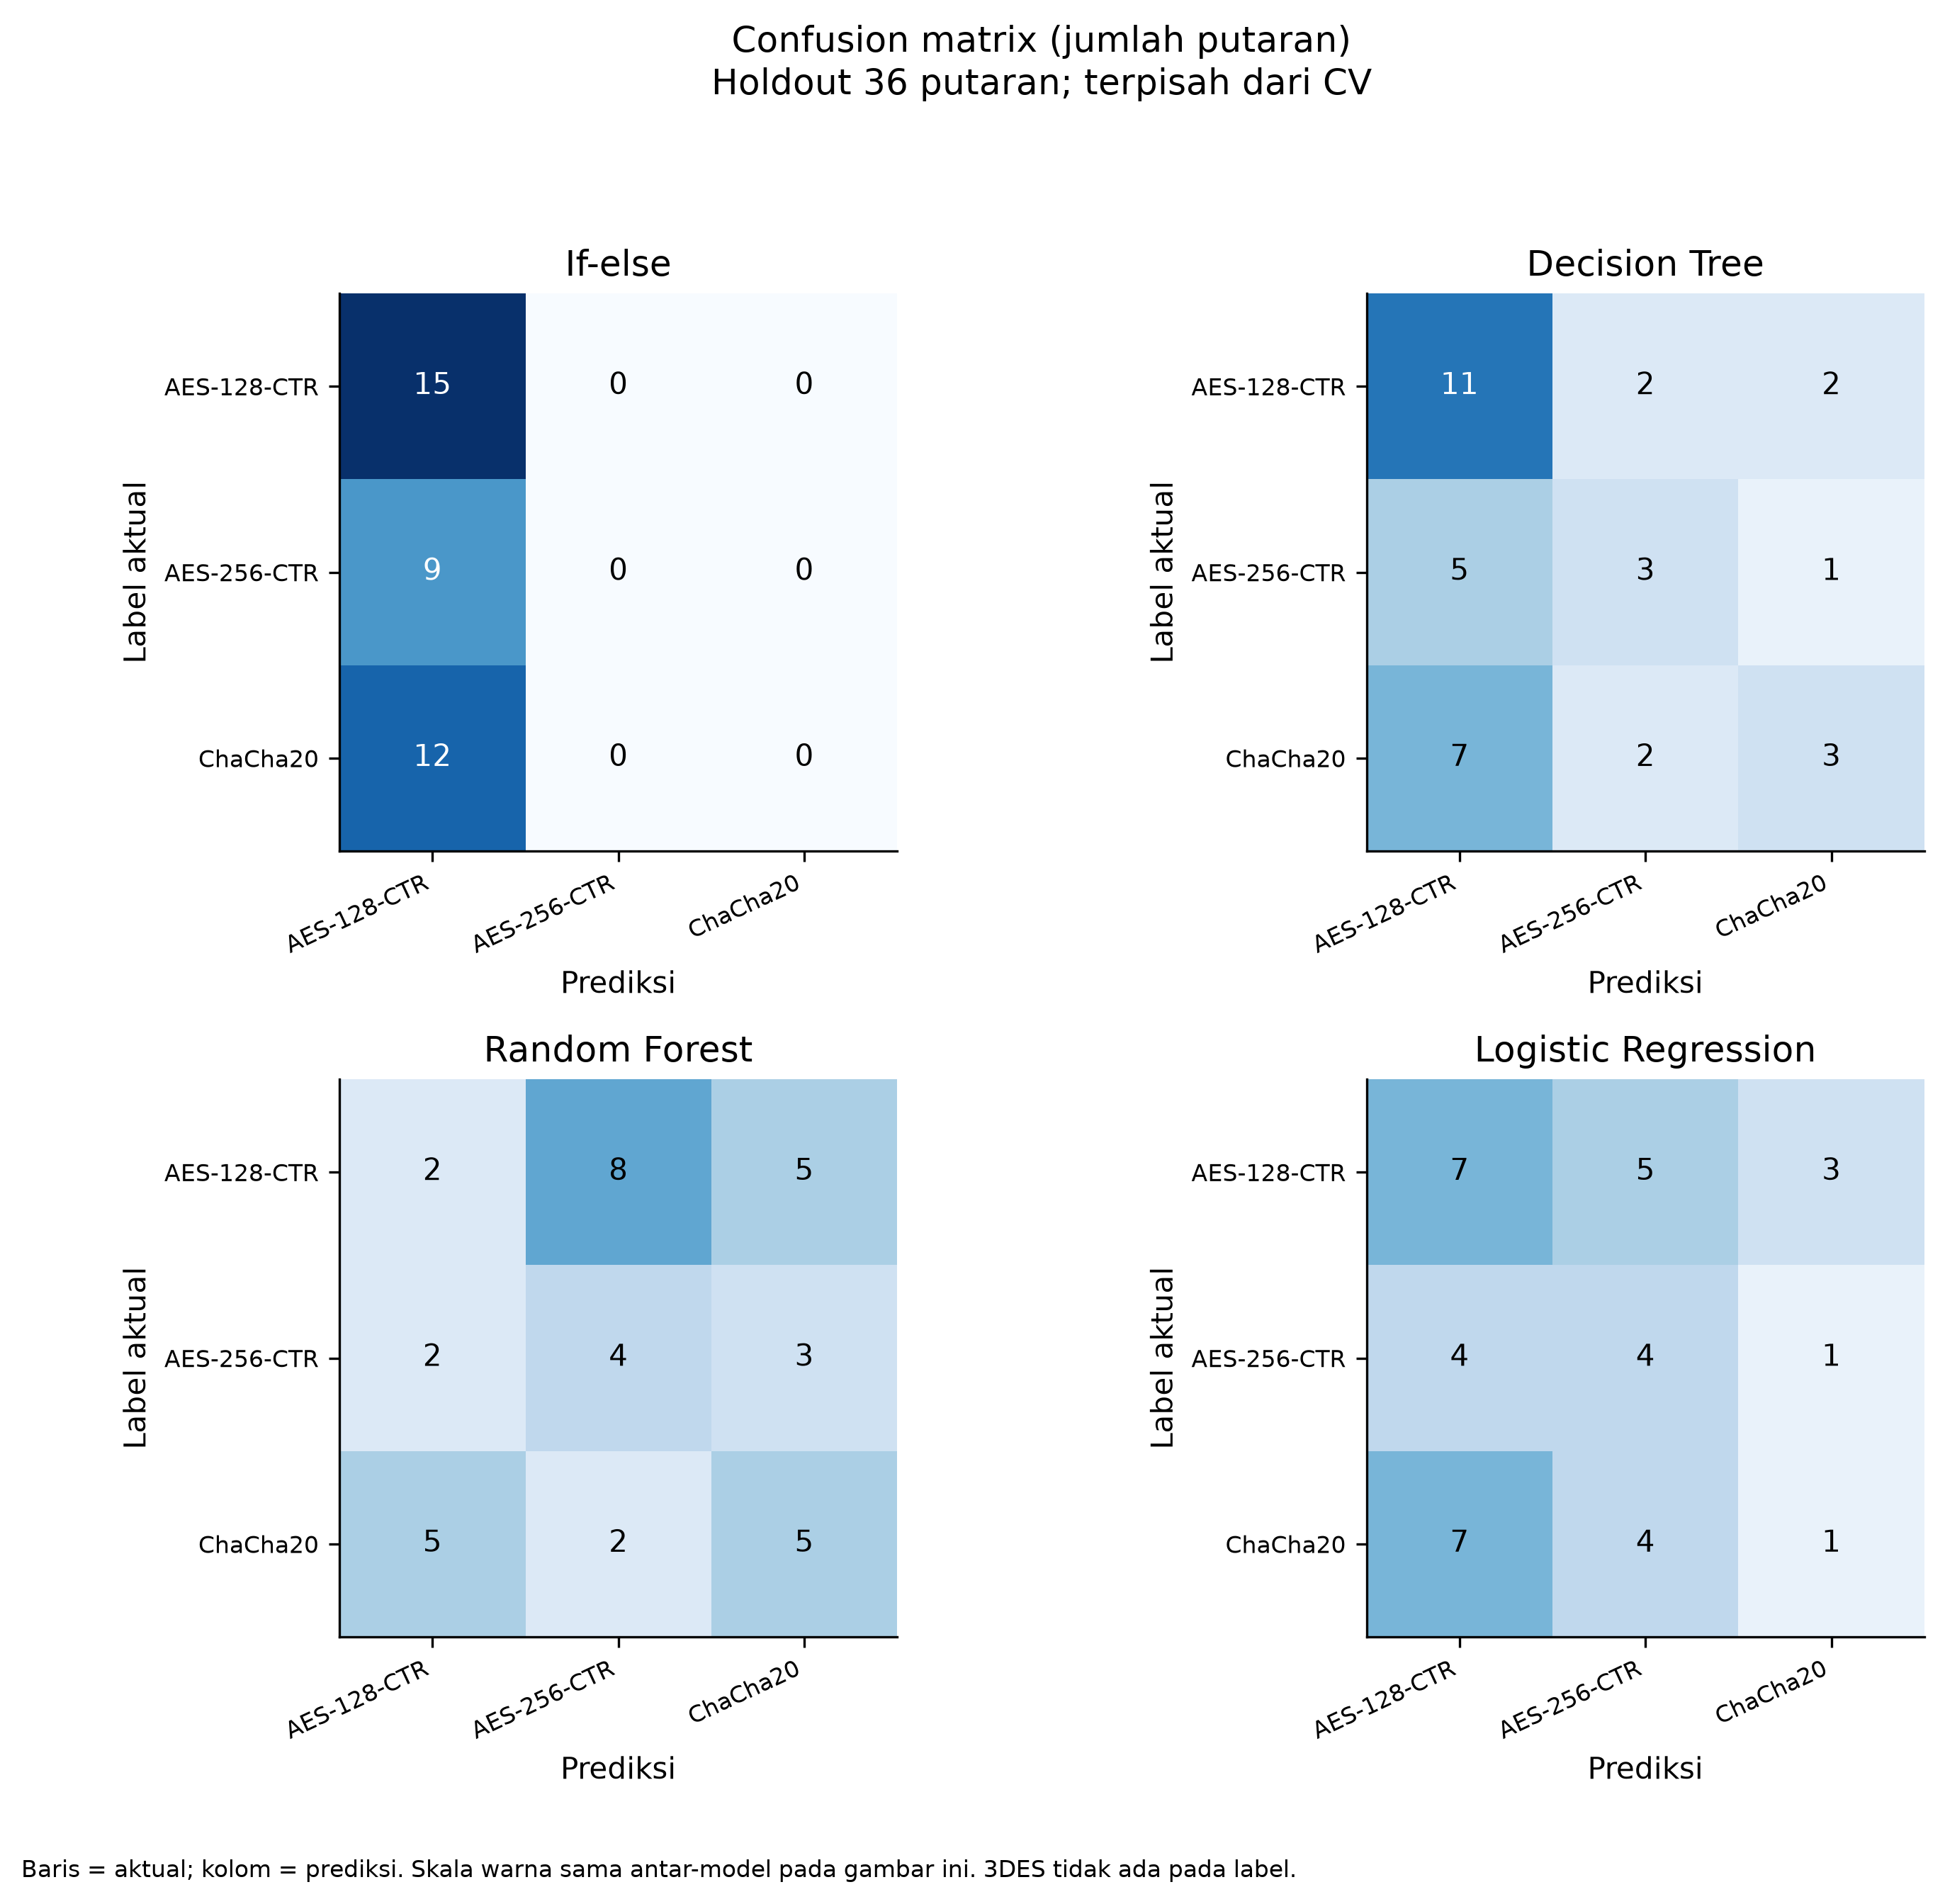 Confusion matrix (jumlah putaran)
Holdout 36 putaran; terpisah dari CV
If-else
Label aktual
AES-128-CTR
15 0 0
AES-256-CTR
9 0 0
ChaCha20
12 0 0
AES-128-CTR
AES-256-CTR
ChaCha20
Prediksi
Decision Tree
Label aktual
AES-128-CTR
11 2 2
AES-256-CTR
5 3 1
ChaCha20
7 2 3
AES-128-CTR
AES-256-CTR
ChaCha20
Prediksi
Random Forest
Label aktual
AES-128-CTR
2 8 5
AES-256-CTR
2 4 3
ChaCha20
5 2 5
AES-128-CTR
AES-256-CTR
ChaCha20
Prediksi
Logistic Regression
Label aktual
AES-128-CTR
7 5 3
AES-256-CTR
4 4 1
ChaCha20
7 4 1
AES-128-CTR
AES-256-CTR
ChaCha20
Prediksi
Baris = aktual; kolom = prediksi. Skala warna sama antar-model pada gambar ini. 3DES tidak ada pada label.